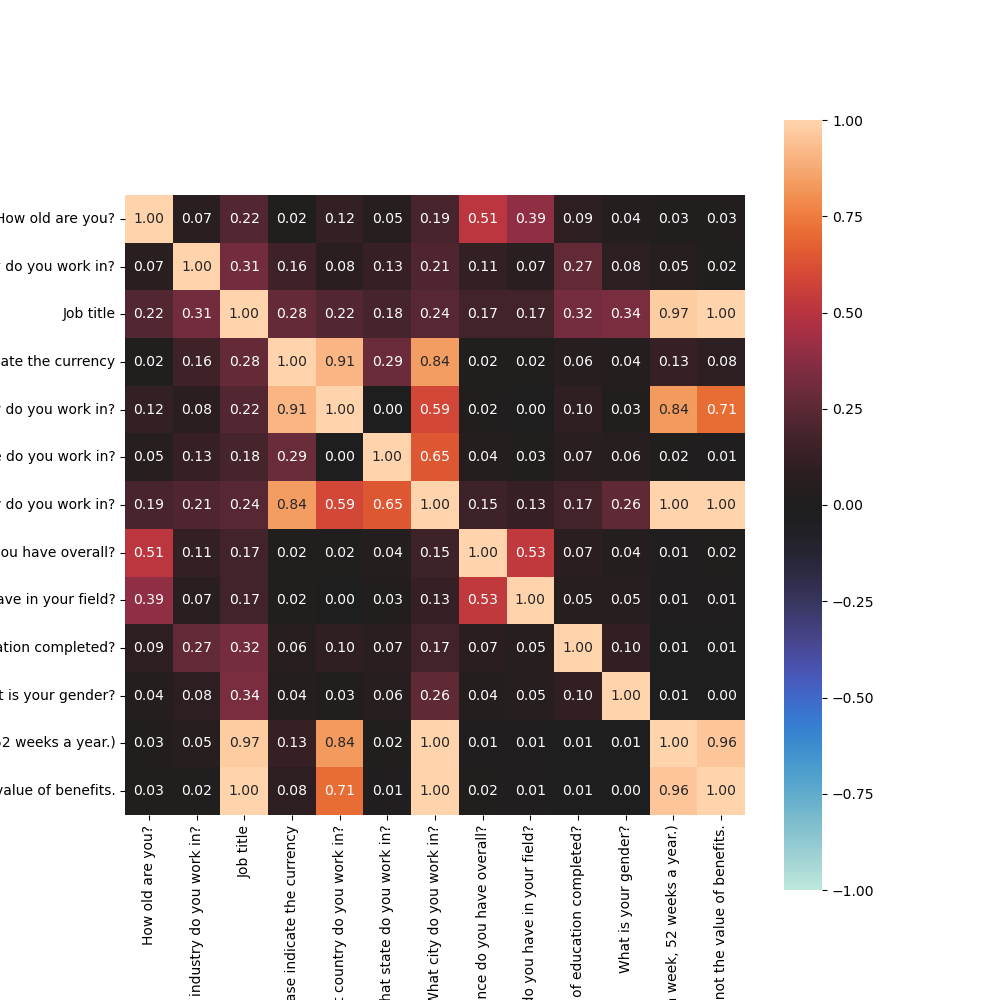 How old are you? 1.00 0.07 0.22 0.02 0.12 0.05 0.19 0.51 0.39 0.09 0.04 0.03 0.03
do you work in? 0.07 1.00 0.31 0.16 0.08 0.13 0.21 0.11 0.07 0.27 0.08 0.05 0.02
Job title 0.22 0.31 1.00 0.28 0.22 0.18 0.24 0.17 0.17 0.32 0.34 0.97 1.00
ate the currency 0.02 0.16 0.28 1.00 0.91 0.29 0.84 0.02 0.02 0.06 0.04 0.13 0.08
do you work in? 0.12 0.08 0.22 0.91 1.00 0.00 0.59 0.02 0.00 0.10 0.03 0.84 0.71
do you work in? 0.05 0.13 0.18 0.29 0.00 1.00 0.65 0.04 0.03 0.07 0.06 0.02 0.01
do you work in? 0.19 0.21 0.24 0.84 0.59 0.65 1.00 0.15 0.13 0.17 0.26 1.00 1.00
ou have overall? 0.51 0.11 0.17 0.02 0.02 0.04 0.15 1.00 0.53 0.07 0.04 0.01 0.02
ave in your field? 0.39 0.07 0.17 0.02 0.00 0.03 0.13 0.53 1.00 0.05 0.05 0.01 0.01
ation completed? 0.09 0.27 0.32 0.06 0.10 0.07 0.17 0.07 0.05 1.00 0.10 0.01 0.01
t is your gender? 0.04 0.08 0.34 0.04 0.03 0.06 0.26 0.04 0.05 0.10 1.00 0.01 0.00
52 weeks a year.) 0.03 0.05 0.97 0.13 0.84 0.02 1.00 0.01 0.01 0.01 0.01 1.00 0.96
value of benefits. 0.03 0.02 1.00 0.08 0.71 0.01 1.00 0.02 0.01 0.01 0.00 0.96 1.00
How old are you?
industry do you work in?
Job title
ase indicate the currency
country do you work in?
hat state do you work in?
What city do you work in?
nce do you have overall?
do you have in your field?
of education completed?
What is your gender?
week, 52 weeks a year.)
not the value of benefits.
1.00
0.75
0.50
0.25
0.00
−0.25
−0.50
−0.75
−1.00